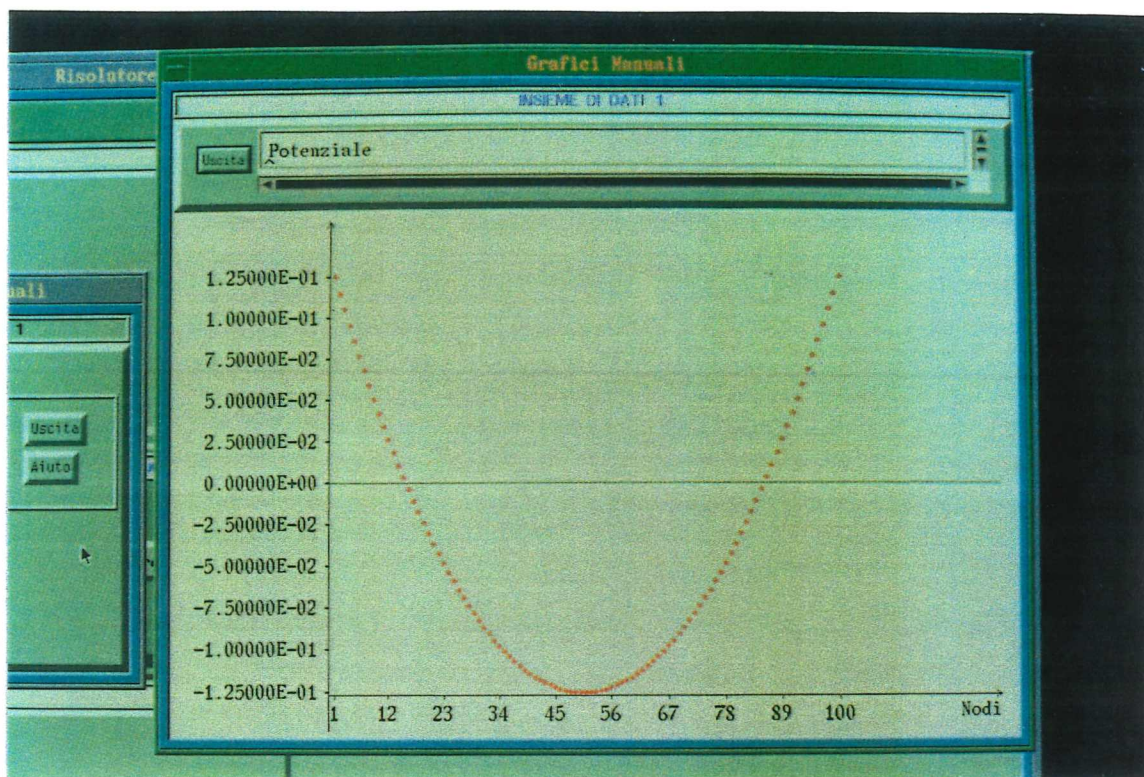 Risolutore
Grafici Manuali
INSIEME DI DATI 1
Uscita
Potenziale
uali
1
Uscita
Aiuto
1.25000E-01
1.00000E-01
7.50000E-02
5.00000E-02
2.50000E-02
0.00000E+00
-2.50000E-02
-5.00000E-02
-7.50000E-02
-1.00000E-01
-1.25000E-01
1 12 23 34 45 56 67 78 89 100 Nodi